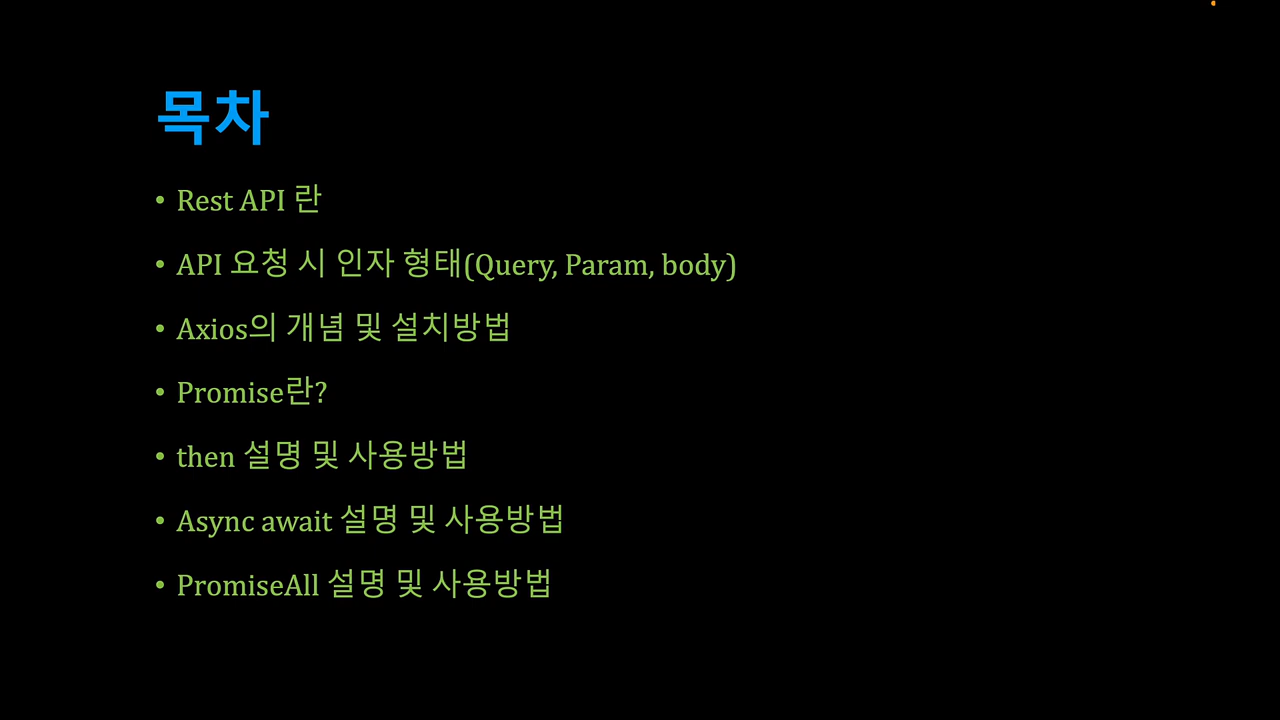 목차
• Rest API 란
• API 요청 시 인자 형태(Query, Param, body)
• Axios의 개념 및 설치방법
• Promise란?
• then 설명 및 사용방법
• Async await 설명 및 사용방법
• PromiseAll 설명 및 사용방법